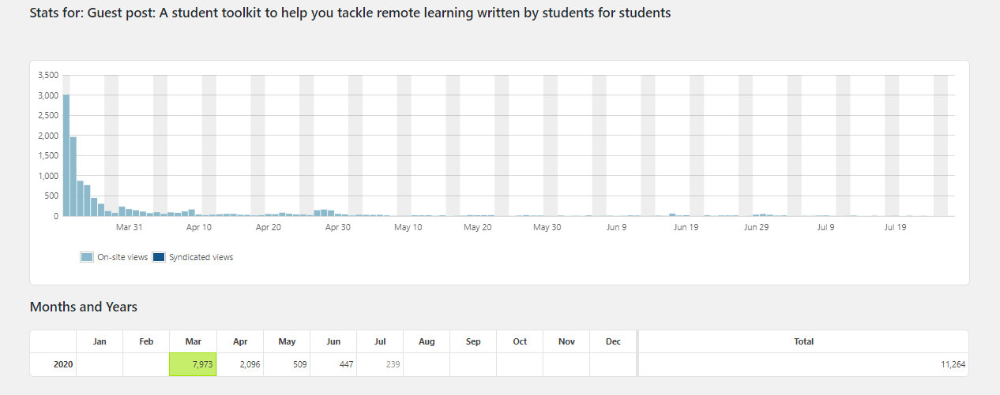 Stats for: Guest post: A student toolkit to help you tackle remote learning written by students for students
3,500
3,000
2,500
2,000
1,500
1,000
500
0
Mar 31 Apr 10 Apr 20 Apr 30 May 10 May 20 May 30 Jun 9 Jun 19 Jun 29 Jul 9 Jul 19
On-site views Syndicated views
Months and Years
Jan Feb Mar Apr May Jun Jul Aug Sep Oct Nov Dec Total
2020 7,973 2,096 509 447 239 11,264